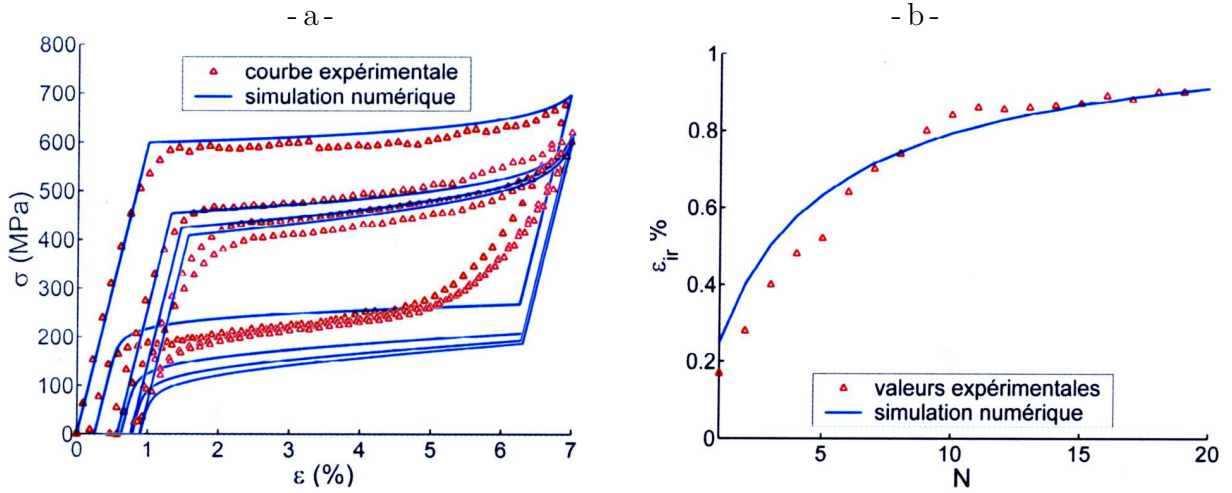 -a-
800
700
600
500
400
300
200
100
0
σ (MPa)
courbe expérimentale
simulation numérique
0 1 2 3 4 5 6 7
ε (%)
-b-
1
0.8
0.6
0.4
0.2
0
ε_ir %
valeurs expérimentales
simulation numérique
5 10 15 20
N